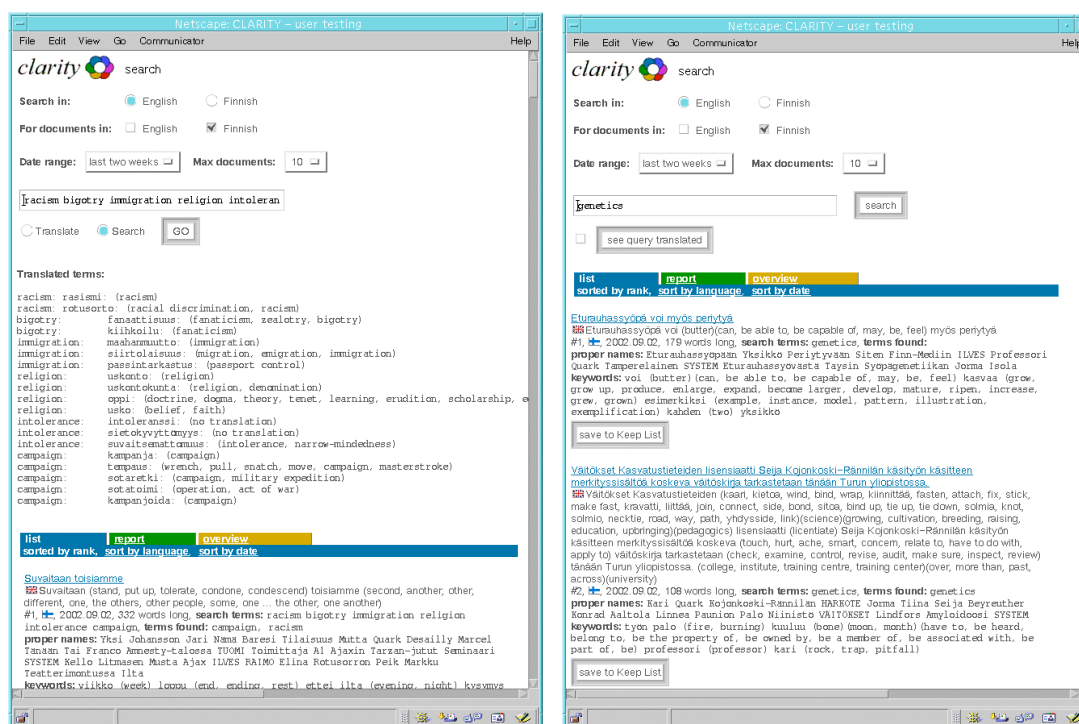 Netscape: CLARITY – user testing
File Edit View Go Communicator Help
clarity search
Search in: English Finnish
For documents in: English Finnish
Date range: last two weeks Max documents: 10
racism bigotry immigration religion intoleran
Translate Search GO
Translated terms:
racism: rasismi: (racism)
racism: rotusorto: (racial discrimination, racism)
bigotry: fanaattisuus: (fanaticism, zealotry, bigotry)
bigotry: kiihkoilu: (fanaticism)
immigration: maahanmuutto: (immigration)
immigration: siirtolaisuus: (migration, emigration, immigration)
immigration: passintarkastus: (passport control)
religion: uskonto: (religion)
religion: uskontokunta: (religion, denomination)
religion: oppi: (doctrine, dogma, theory, tenet, learning, erudition, scholarship, e
religion: usko: (belief, faith)
intolerance: intoleranssi: (no translation)
intolerance: sietokyvyttömyys: (no translation)
intolerance: suvaitsemattomuus: (intolerance, narrow-mindedness)
campaign: kampanja: (campaign)
campaign: tempaus: (wrench, pull, snatch, move, campaign, masterstroke)
campaign: sotaretki: (campaign, military expedition)
campaign: sotatoimi: (operation, act of war)
campaign: kampanjoida: (campaign)
list report overview
sorted by rank, sort by language, sort by date
Suvaitaan toisiamme
Suvaitaan (stand, put up, tolerate, condone, condescend) toisiamme (second, another, other,
different, one, the others, other people, some, one ... the other, one another)
#1, 2002.09.02, 332 words long, search terms: racism bigotry immigration religion
intolerance campaign, terms found: campaign, racism
proper names: Yksi Johansson Jari Nama Baresi Tilaisuus Mutta Quark Desailly Marcel
Tanaan Tai Franco Amnesty-talossa TUOMI Toimittaja Al Ajaxin Tarzan-jutut Seminaari
SYSTEM Kello Litmasen Musta Ajax ILVES RAIMO Elina Rotusorron Peik Markku
Teatterimontussa Ilta
keywords: viikko (week) loppu (end, ending, rest) ettei ilta (evening, night) kysymys
Netscape: CLARITY – user testing
File Edit View Go Communicator Help
clarity search
Search in: English Finnish
For documents in: English Finnish
Date range: last two weeks Max documents: 10
genetics search
see query translated
list report overview
sorted by rank, sort by language, sort by date
Eturauhassyöpä voi myös periytyä
Eturauhassyöpä voi (butter)(can, be able to, be capable of, may, be, feel) myös periytyä
#1, 2002.09.02, 179 words long, search terms: genetics, terms found:
proper names: Eturauhassyöpään Yksikkö Periytyvään Siten Finn-Mediin ILVES Professori
Quark Tamperelainen SYSTEM Eturauhassyövästä Taysin Syöpägenetiikan Jorma Isola
keywords: voi (butter) (can, be able to, be capable of, may, be, feel) kasvaa (grow,
grow up, produce, enlarge, expand, become larger, develop, mature, ripen, increase,
grew, grown) esimerkiksi (example, instance, model, pattern, illustration,
exemplification) kahden (two) yksikkö
save to Keep List
Väitökset Kasvatustieteiden lisensiaatti Seija Kojonkoski-Rännilän käsityön käsitteen
merkityssisältöä koskeva väitöskirja tarkastetaan tänään Turun yliopistossa.
Väitökset Kasvatustieteiden (kaari, kietoa, wind, bind, wrap, kiinnittää, fasten, attach, fix, stick,
make fast, kravatti, liittää, join, connect, side, bond, sitoa, bind up, tie up, tie down, solmia, knot,
solmio, necktie, road, way, path, yhdysside, link)(science)(growing, cultivation, breeding, raising,
education, upbringing)(pedagogics) lisensiaatti (licentiate) Seija Kojonkoski-Rännilän käsityön
käsitteen merkityssisältöä koskeva (touch, hurt, ache, smart, concern, relate to, have to do with,
apply to) väitöskirja tarkastetaan (check, examine, control, revise, audit, make sure, inspect, review)
tänään Turun yliopistossa. (college, institute, training centre, training center)(over, more than, past,
across)(university)
#2, 2002.09.02, 108 words long, search terms: genetics, terms found: genetics
proper names: Kari Quark Kojonkoski-Rannilan HARKOTE Jorma Tiina Seija Beyreuther
Konrad Aaltola Linnea Paunion Palo Niinistö VÄITÖKSET Lindfors Amyloidoosi SYSTEM
keywords: työn palo (fire, burning) kuuluu (bone) (moon, month) (have to, be heard,
belong to, be the property of, be owned by, be a member of, be associated with, be
part of, be) professori (professor) kari (rock, trap, pitfall)
save to Keep List